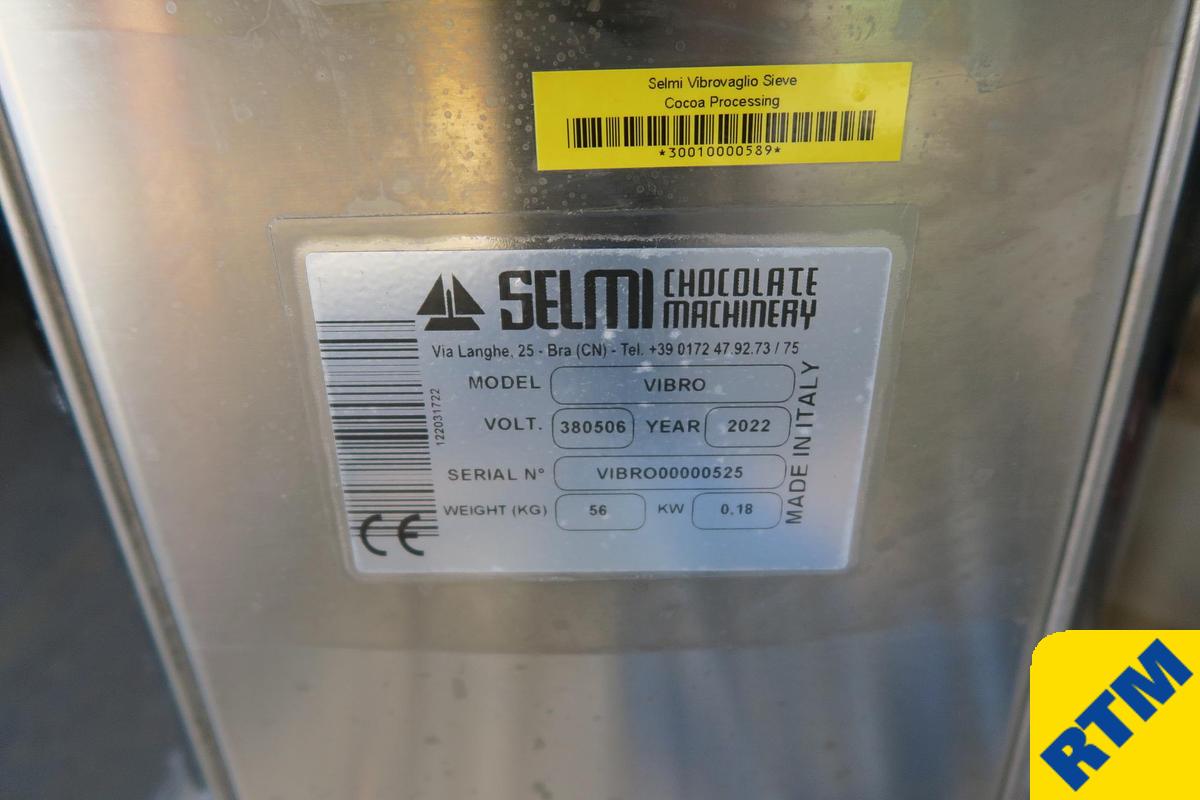 Selmi Vibrovaglio Sieve
Cocoa Processing
*30010000589*
SELMI CHOCOLATE MACHINERY
Via Langhe, 25 - Bra (CN) - Tel. +39 0172 47.92.73 / 75
MODEL VIBRO
VOLT. 380506 YEAR 2022
SERIAL N° VIBRO00000525
WEIGHT (KG) 56 KW 0.18
122031722
MADE IN ITALY
CE
RTM